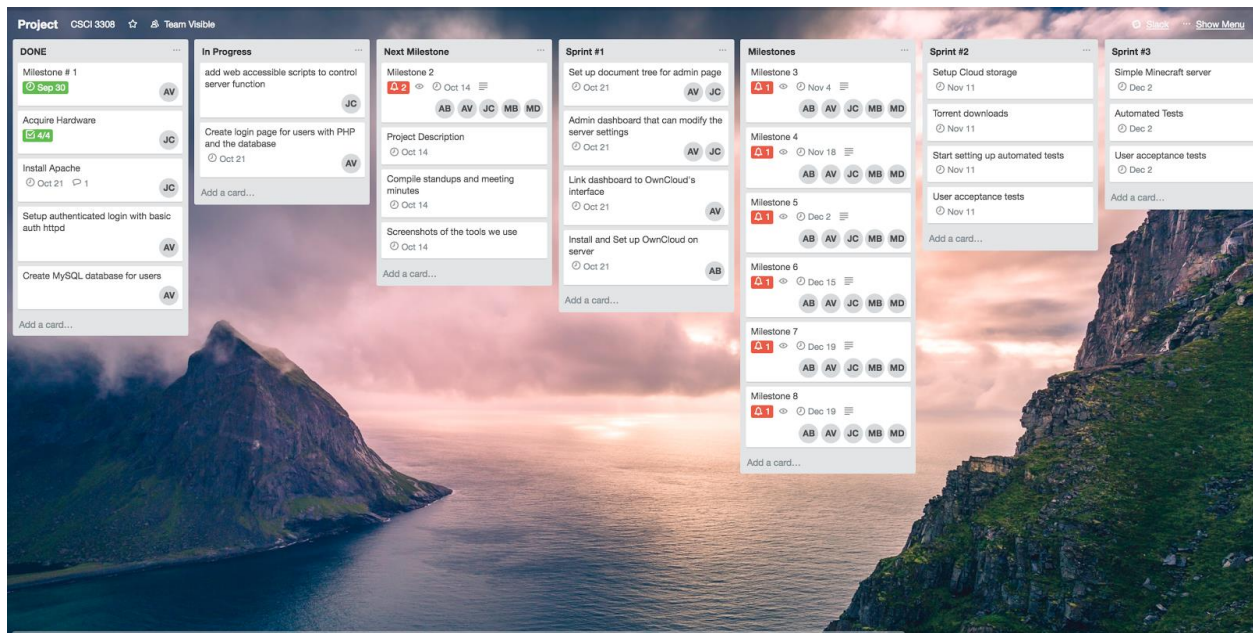 Project CSCI 3308 Team Visible Slack ... Show Menu
DONE ...
Milestone # 1
Sep 30
AV
Acquire Hardware
4/4
JC
Install Apache
Oct 21 1
JC
Setup authenticated login with basic
auth httpd
AV
Create MySQL database for users
AV
Add a card...
In Progress ...
add web accessible scripts to control
server function
JC
Create login page for users with PHP
and the database
Oct 21
AV
Add a card...
Next Milestone ...
Milestone 2
2 Oct 14
AB AV JC MB MD
Project Description
Oct 14
Compile standups and meeting
minutes
Oct 14
Screenshots of the tools we use
Oct 14
Add a card...
Sprint #1 ...
Set up document tree for admin page
Oct 21
AV JC
Admin dashboard that can modify the
server settings
Oct 21
AV JC
Link dashboard to OwnCloud's
interface
Oct 21
AV
Install and Set up OwnCloud on
server
Oct 21
AB
Add a card...
Milestones ...
Milestone 3
1 Nov 4
AB AV JC MB MD
Milestone 4
1 Nov 18
AB AV JC MB MD
Milestone 5
1 Dec 2
AB AV JC MB MD
Milestone 6
1 Dec 15
AB AV JC MB MD
Milestone 7
1 Dec 19
AB AV JC MB MD
Milestone 8
1 Dec 19
AB AV JC MB MD
Add a card...
Sprint #2 ...
Setup Cloud storage
Nov 11
Torrent downloads
Nov 11
Start setting up automated tests
Nov 11
User acceptance tests
Nov 11
Add a card...
Sprint #3
Simple Minecraft server
Dec 2
Automated Tests
Dec 2
User acceptance tests
Dec 2
Add a card...